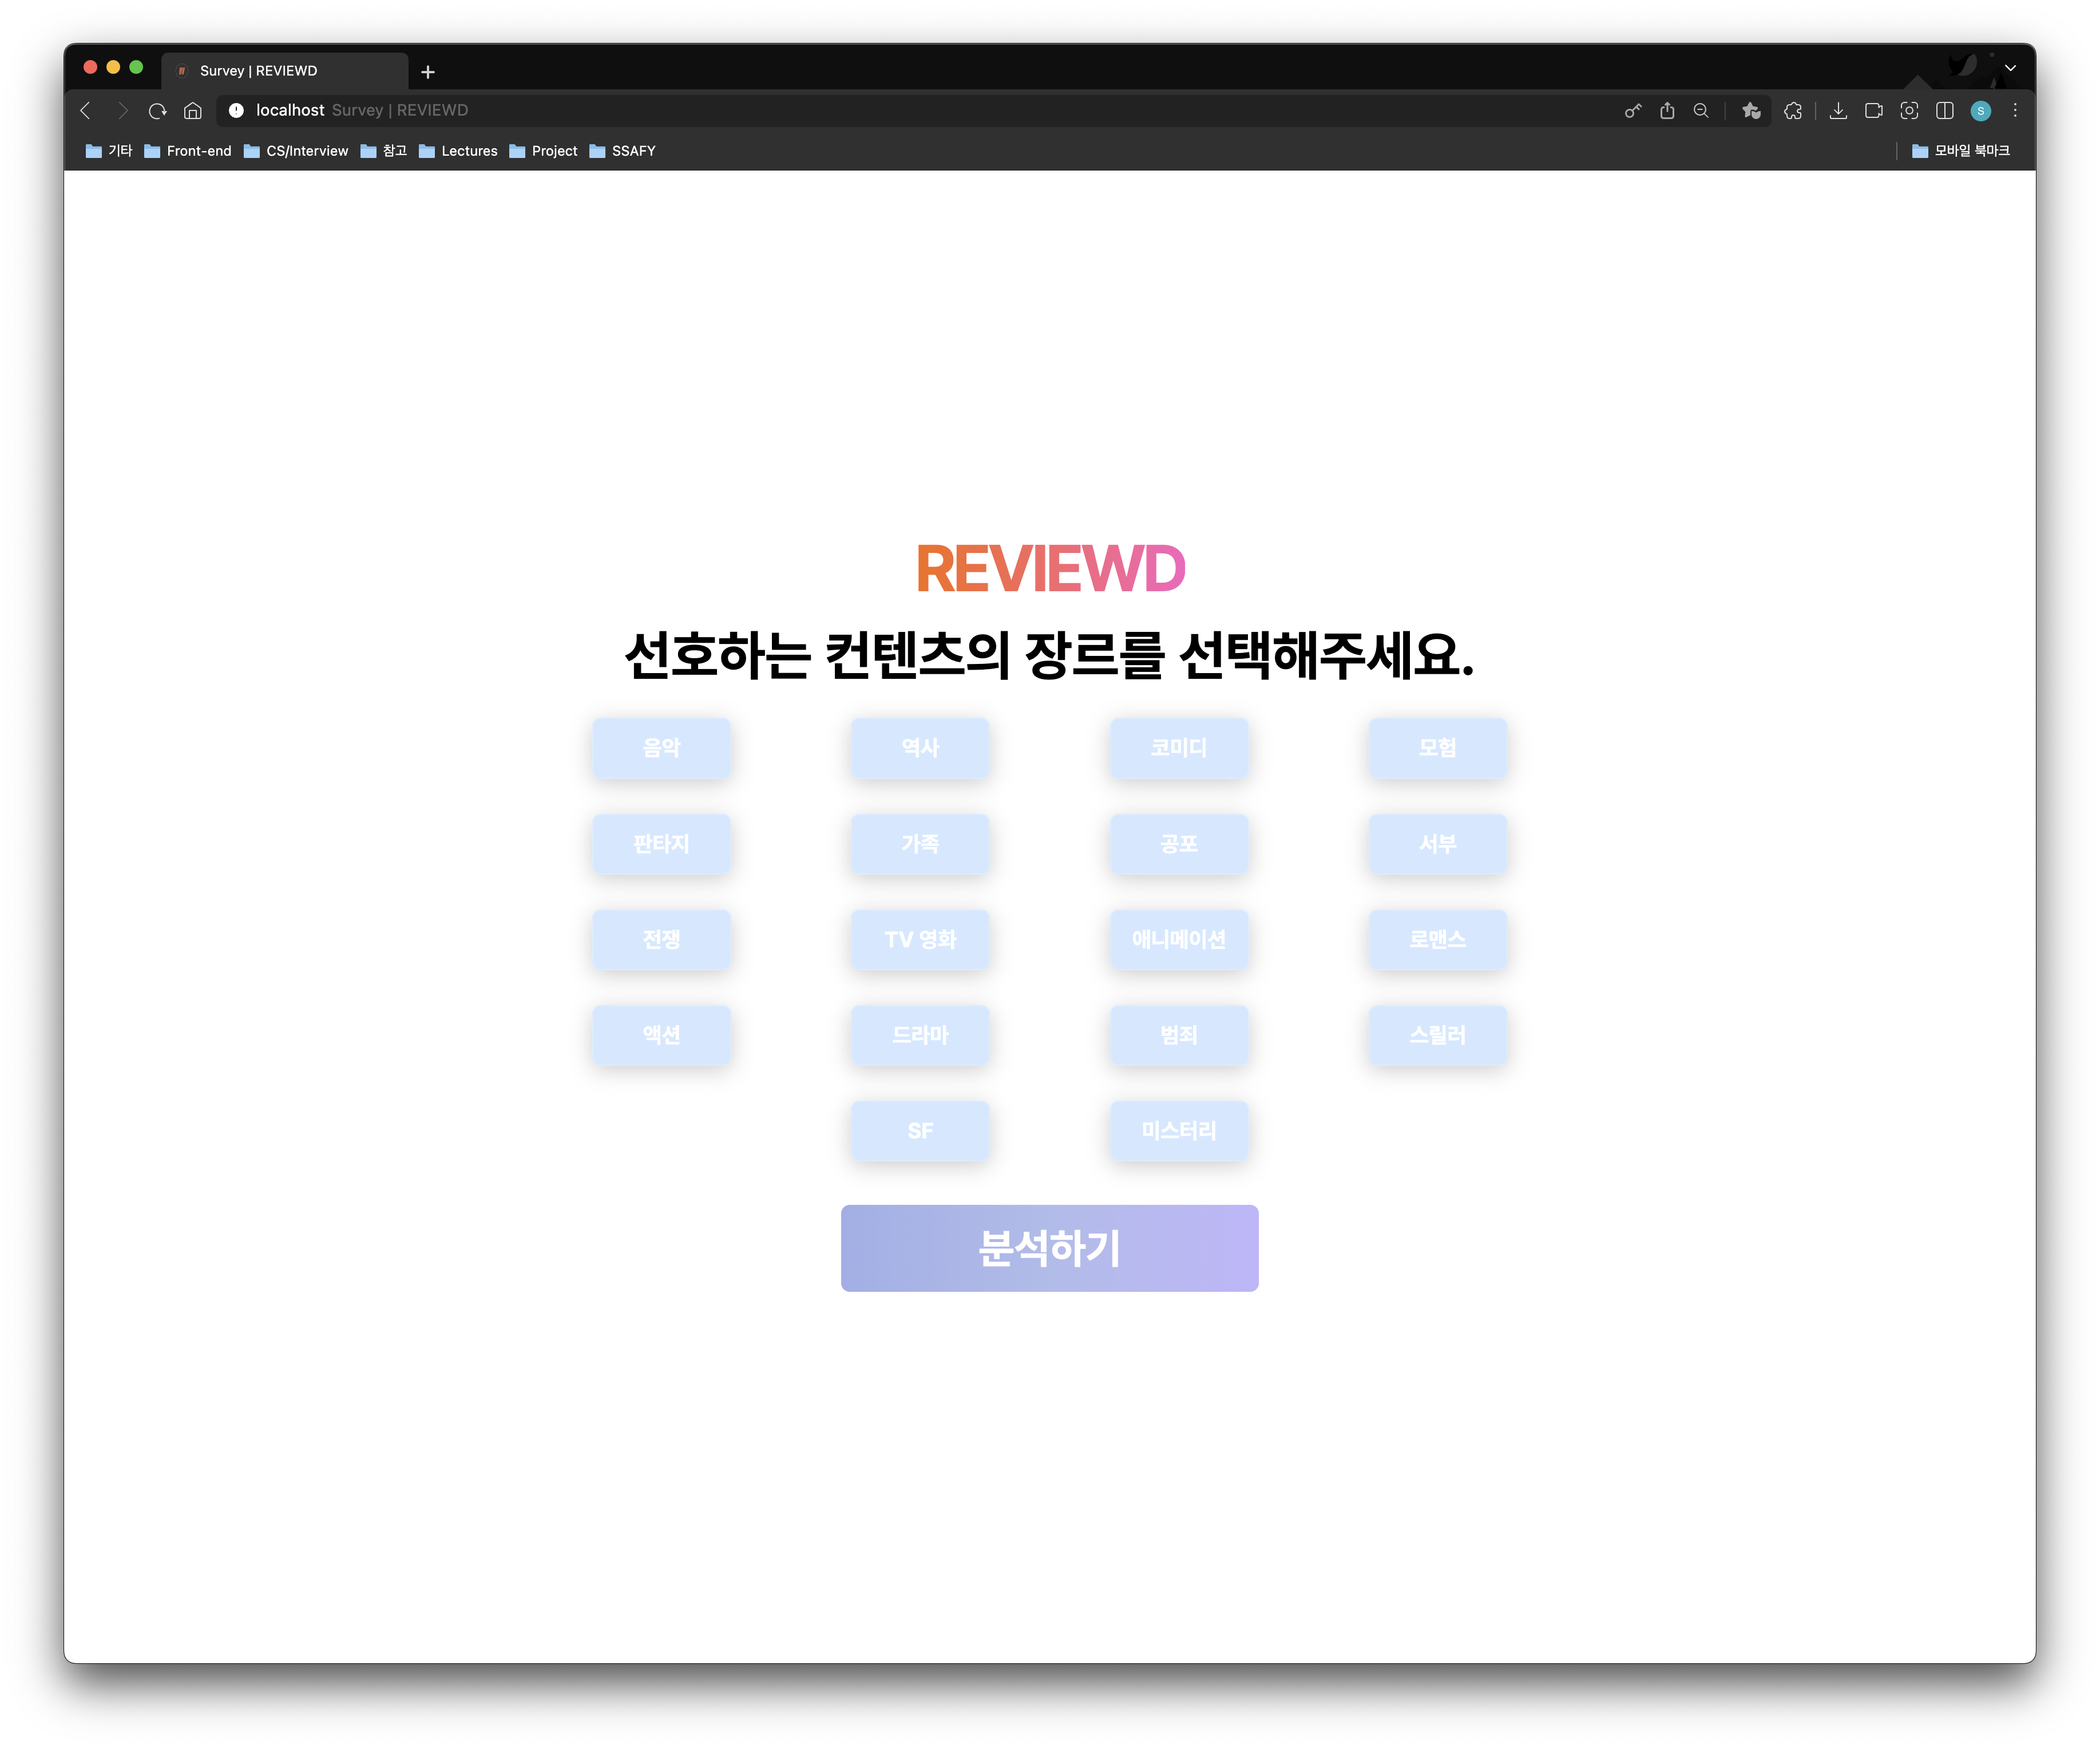 Survey | REVIEWD
localhost Survey | REVIEWD
S
기타 Front-end CS/Interview 참고 Lectures Project SSAFY 모바일 북마크
REVIEWD
선호하는 컨텐츠의 장르를 선택해주세요.
음악 역사 코미디 모험
판타지 가족 공포 서부
전쟁 TV 영화 애니메이션 로맨스
액션 드라마 범죄 스릴러
SF 미스터리
분석하기